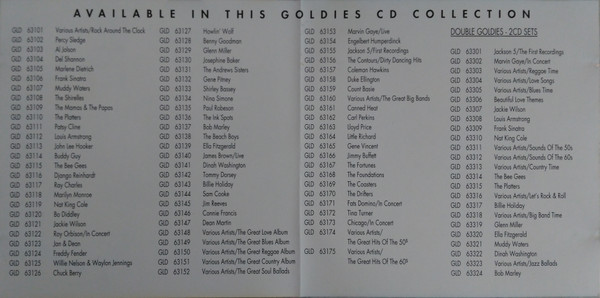 AVAILABLE IN THIS GOLDIES CD COLLECTION
GLD 63101 Various Artists/Rock Around The Clock
GLD 63102 Percy Sledge
GLD 63103 Al Jolson
GLD 63104 Del Shannon
GLD 63105 Marlene Dietrich
GLD 63106 Frank Sinatra
GLD 63107 Muddy Waters
GLD 63108 The Shirelles
GLD 63109 The Mamas & The Papas
GLD 63110 The Platters
GLD 63111 Patsy Cline
GLD 63112 Louis Armstrong
GLD 63113 John Lee Hooker
GLD 63114 Buddy Guy
GLD 63115 The Bee Gees
GLD 63116 Django Reinhardt
GLD 63117 Ray Charles
GLD 63118 Marilyn Monroe
GLD 63119 Nat King Cole
GLD 63120 Bo Diddley
GLD 63121 Jackie Wilson
GLD 63122 Roy Orbison/In Concert
GLD 63123 Jan & Dean
GLD 63124 Freddy Fender
GLD 63125 Willie Nelson & Waylon Jennings
GLD 63126 Chuck Berry
GLD 63127 Howlin' Wolf
GLD 63128 Benny Goodman
GLD 63129 Glenn Miller
GLD 63130 Josephine Baker
GLD 63131 The Andrews Sisters
GLD 63132 Gene Pitney
GLD 63133 Shirley Bassey
GLD 63134 Nina Simone
GLD 63135 Paul Robeson
GLD 63136 The Ink Spots
GLD 63137 Bob Marley
GLD 63138 The Beach Boys
GLD 63139 Ella Fitzgerald
GLD 63140 James Brown/Live
GLD 63141 Dinah Washington
GLD 63142 Tommy Dorsey
GLD 63143 Billie Holiday
GLD 63144 Sam Cooke
GLD 63145 Jim Reeves
GLD 63146 Connie Francis
GLD 63147 Dean Martin
GLD 63148 Various Artists/The Great Love Album
GLD 63149 Various Artists/The Great Blues Album
GLD 63150 Various Artists/The Great Reggae Album
GLD 63151 Various Artists/The Great Country Album
GLD 63152 Various Artists/The Great Soul Ballads
GLD 63153 Marvin Gaye/Live
GLD 63154 Engelbert Humperdinck
GLD 63155 Jackson 5/First Recordings
GLD 63156 The Contours/Dirty Dancing Hits
GLD 63157 Coleman Hawkins
GLD 63158 Duke Ellington
GLD 63159 Count Basie
GLD 63160 Various Artists/The Great Big Bands
GLD 63161 Canned Heat
GLD 63162 Carl Perkins
GLD 63163 Lloyd Price
GLD 63164 Little Richard
GLD 63165 Gene Vincent
GLD 63166 Jimmy Buffett
GLD 63167 The Fortunes
GLD 63168 The Foundations
GLD 63169 The Coasters
GLD 63170 The Drifters
GLD 63171 Fats Domino/In Concert
GLD 63172 Tina Turner
GLD 63173 Chicago/In Concert
GLD 63174 Various Artists/
The Great Hits Of The 50s
GLD 63175 Various Artists/
The Great Hits Of The 60s
DOUBLE GOLDIES - 2CD SETS
GLD 63301 Jackson 5/The First Recordings
GLD 63302 Marvin Gaye/In Concert
GLD 63303 Various Artists/Reggae Time
GLD 63304 Various Artists/Love Songs
GLD 63305 Various Artists/Blues Time
GLD 63306 Beautiful Love Themes
GLD 63307 Jackie Wilson
GLD 63308 Louis Armstrong
GLD 63309 Frank Sinatra
GLD 63310 Nat King Cole
GLD 63311 Various Artists/Sounds Of The 50s
GLD 63312 Various Artists/Sounds Of The 60s
GLD 63313 Various Artists/Country Time
GLD 63314 The Bee Gees
GLD 63315 The Platters
GLD 63316 Various Artists/Let's Rock & Roll
GLD 63317 Billie Holiday
GLD 63318 Various Artists/Big Band Time
GLD 63319 Glenn Miller
GLD 63320 Ella Fitzgerald
GLD 63321 Muddy Waters
GLD 63322 Dinah Washington
GLD 63323 Various Artists/Jazz Ballads
GLD 63324 Bob Marley